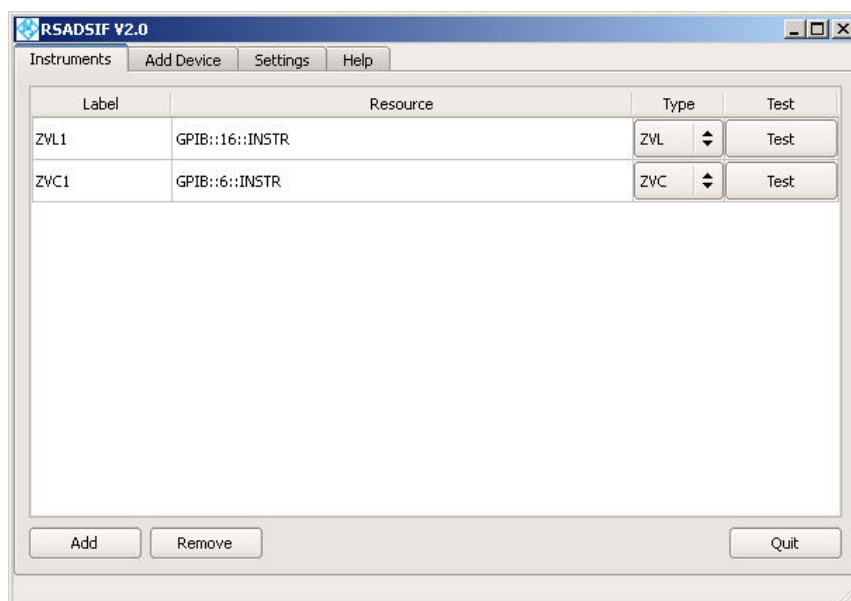 RSADSIF V2.0
Instruments Add Device Settings Help
Label Resource Type Test
ZVL1 GPIB::16::INSTR ZVL Test
ZVC1 GPIB::6::INSTR ZVC Test
Add Remove Quit